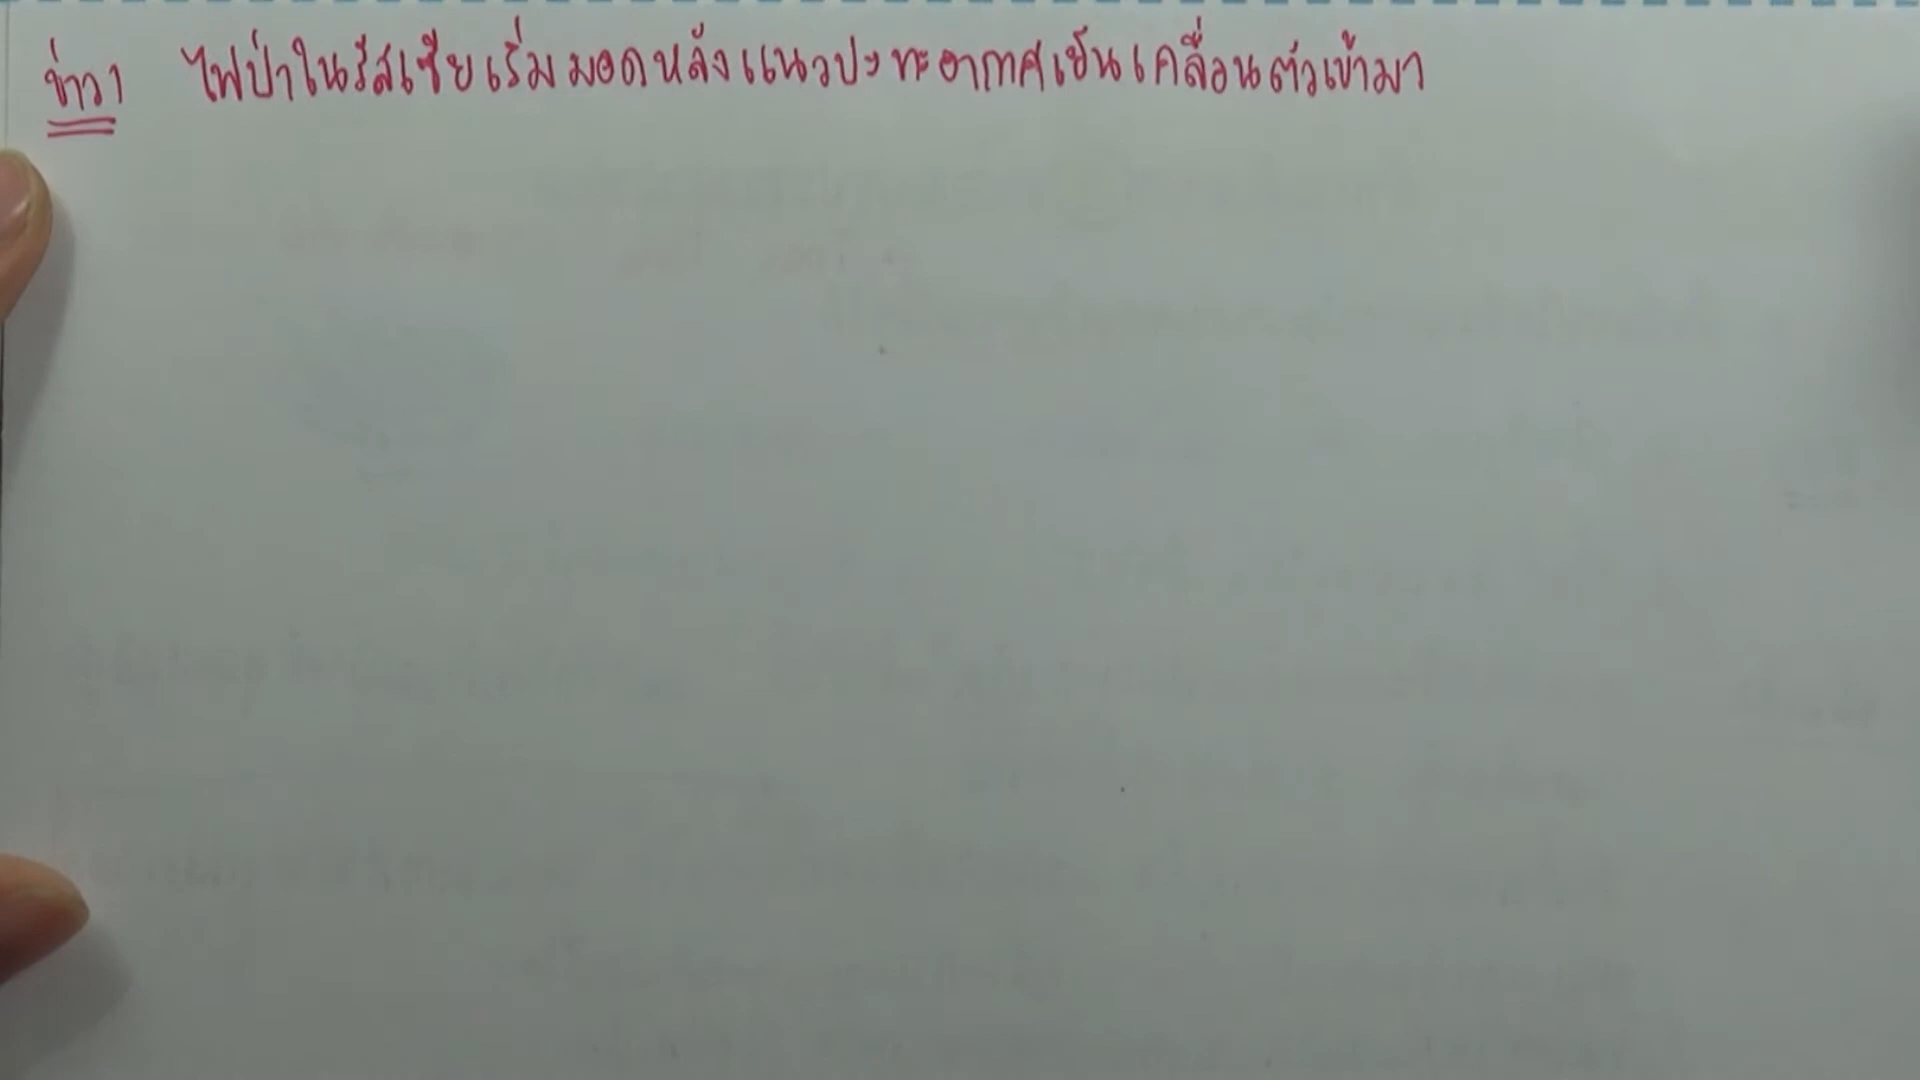 ข่าว 1 ไฟป่าในรัสเซียเริ่มมอดหลังแนวปะทะอากาศเย็นเคลื่อนตัวเข้ามา